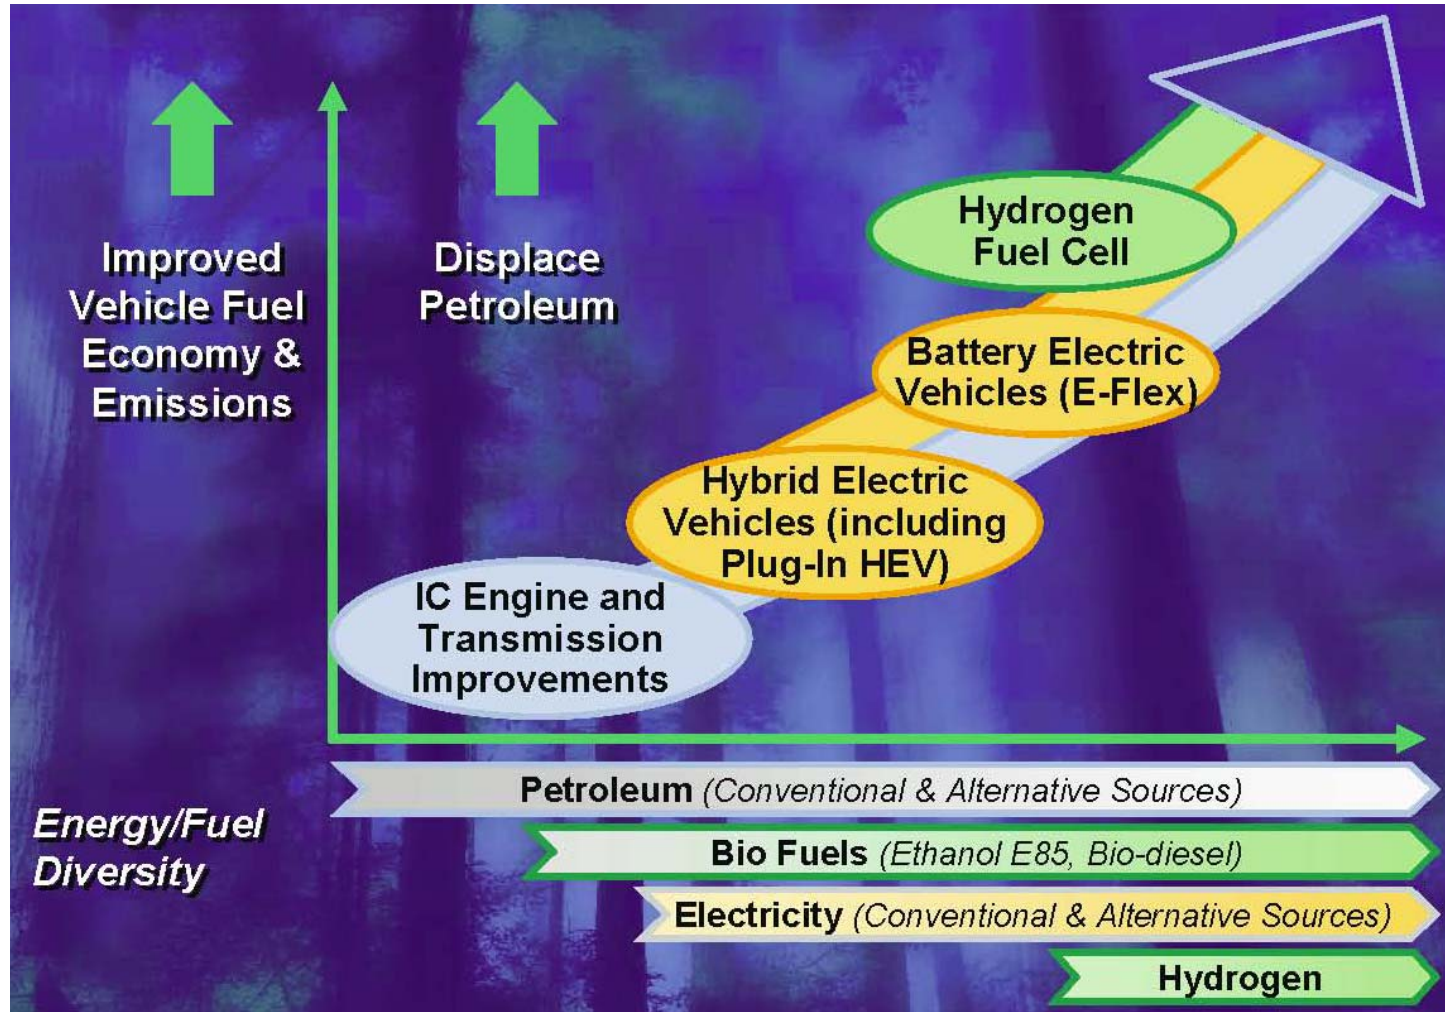 Improved
Vehicle Fuel
Economy &
Emissions
Displace
Petroleum
Hydrogen
Fuel Cell
Battery Electric
Vehicles (E-Flex)
Hybrid Electric
Vehicles (including
Plug-In HEV)
IC Engine and
Transmission
Improvements
Energy/Fuel
Diversity
Petroleum (Conventional & Alternative Sources)
Bio Fuels (Ethanol E85, Bio-diesel)
Electricity (Conventional & Alternative Sources)
Hydrogen